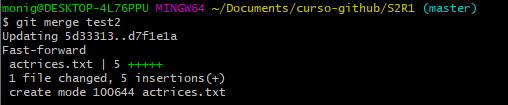 monig@DESKTOP-4L76PPU MINGW64 ~/Documents/curso-github/S2R1 (master)
$ git merge test2
Updating 5d33313..d7f1e1a
Fast-forward
 actrices.txt | 5 +++++
 1 file changed, 5 insertions(+)
 create mode 100644 actrices.txt